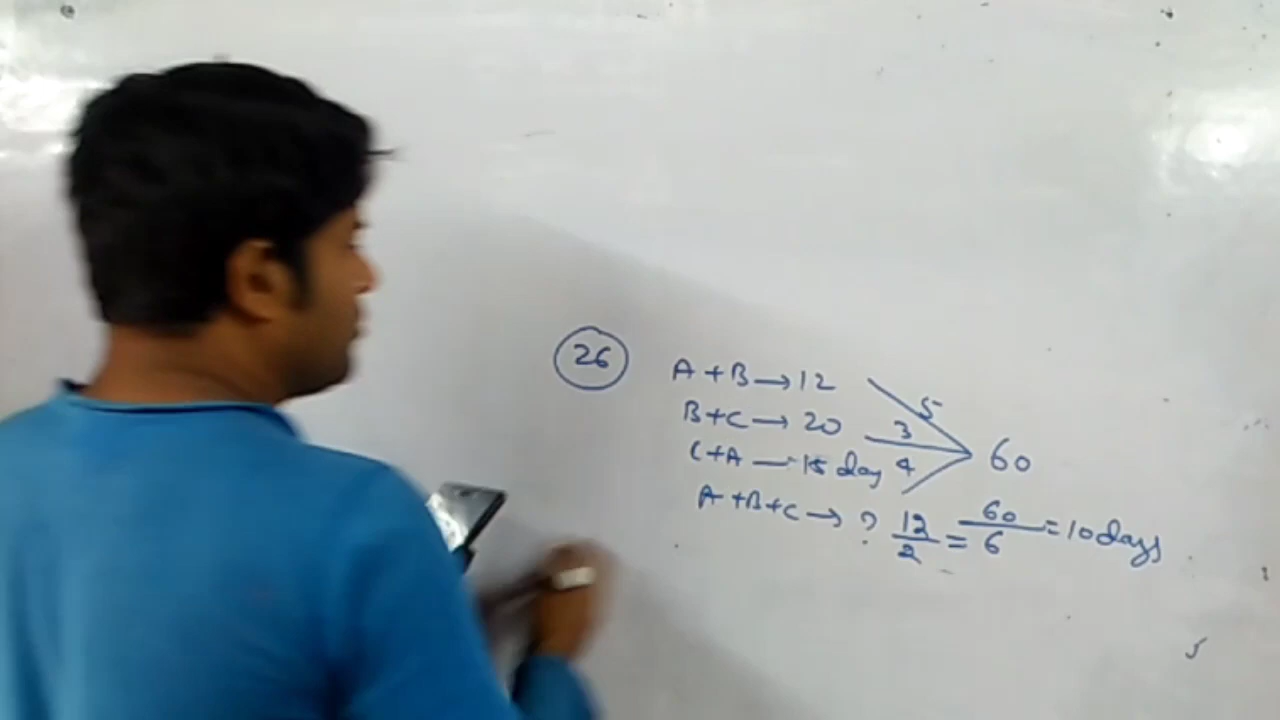 26 A+B→12 5
B+C→20 3 60
C+A—15 day 4
A+B+C→? 12/2 = 60/6 = 10 days